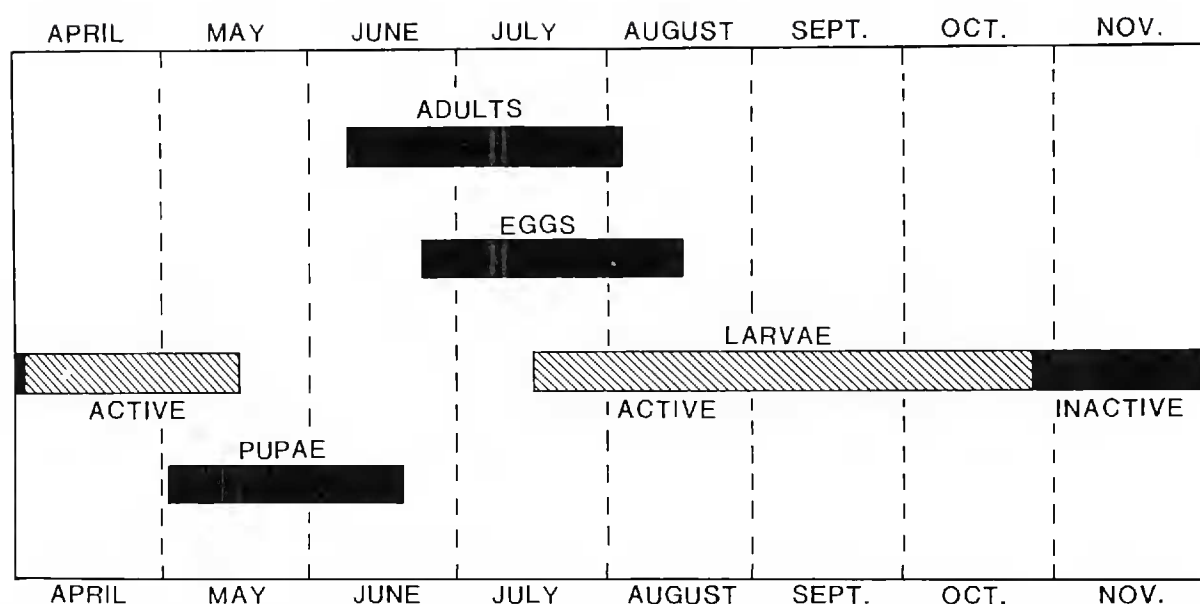 APRIL MAY JUNE JULY AUGUST SEPT. OCT. NOV.
ADULTS
EGGS
LARVAE
ACTIVE ACTIVE INACTIVE
PUPAE
APRIL MAY JUNE JULY AUGUST SEPT. OCT. NOV.